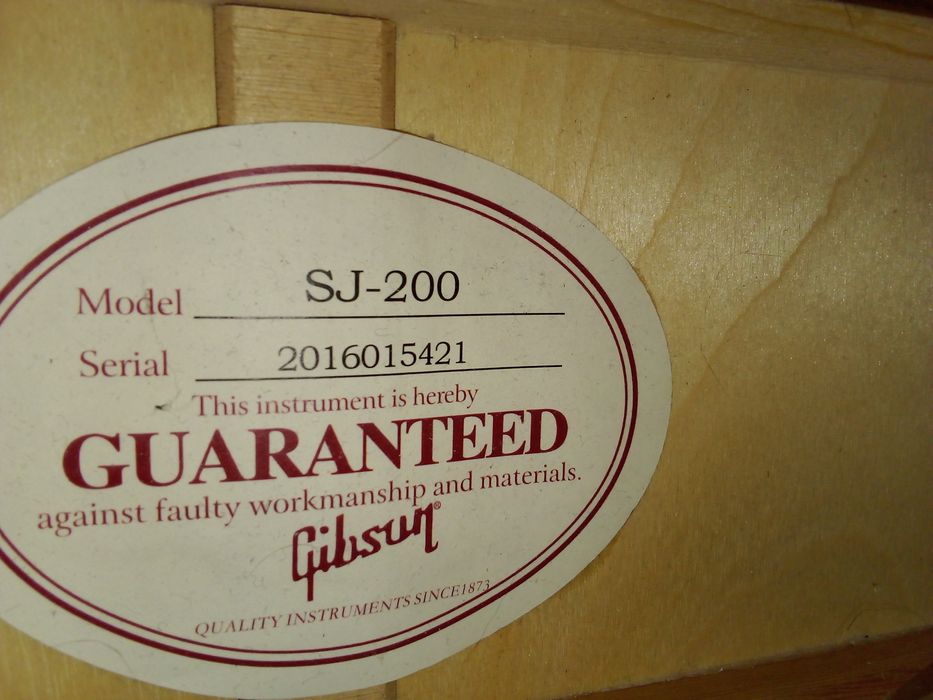 Model SJ-200
Serial 2016015421
This instrument is hereby
GUARANTEED
against faulty workmanship and materials.
Gibson®
QUALITY INSTRUMENTS SINCE1873